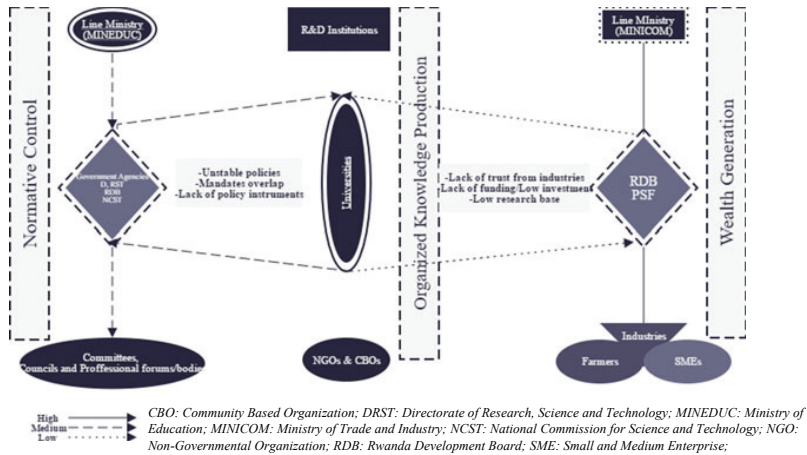 Line Ministry
(MINEDUC)
R&D Institutions
Line MInistry
(MINICOM)
Normative Control
Government Agencies
D, RST
RDB
NCST
-Unstable policies
-Mandates overlap
-Lack of policy instruments
Universities
Organized Knowledge Production
-Lack of trust from industries
-Lack of funding/Low investment
-Low research base
RDB
PSF
Wealth Generation
Committees,
Councils and Proffessional forums/bodies
NGOs & CBOs
Industries
Farmers
SMEs
High
Medium
Low
CBO: Community Based Organization; DRST: Directorate of Research, Science and Technology; MINEDUC: Ministry of
Education; MINICOM: Ministry of Trade and Industry; NCST: National Commission for Science and Technology; NGO:
Non-Governmental Organization; RDB: Rwanda Development Board; SME: Small and Medium Enterprise;